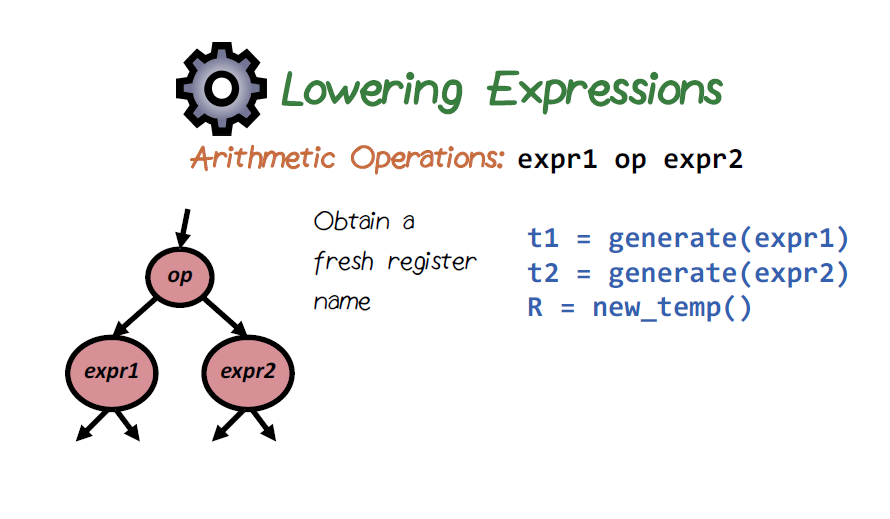 Lowering Expressions
Arithmetic Operations: expr1 op expr2
Obtain a
fresh register
name
t1 = generate(expr1)
t2 = generate(expr2)
R = new_temp()
op
expr1
expr2